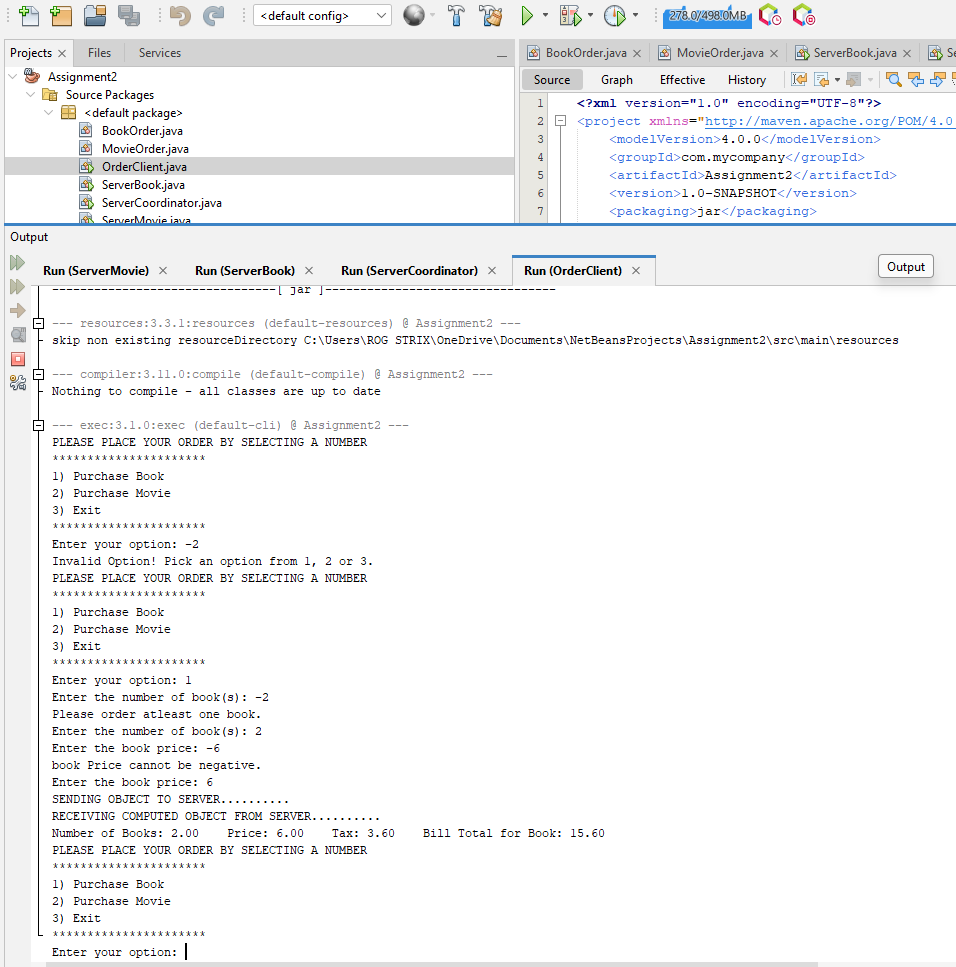 <default config>
278.0/498.0MB
Projects
Files
Services
Assignment2
Source Packages
<default package>
BookOrder.java
MovieOrder.java
OrderClient.java
ServerBook.java
ServerCoordinator.java
ServerMovie.java
BookOrder.java
MovieOrder.java
ServerBook.java
Source Graph Effective History
1 <?xml version="1.0" encoding="UTF-8"?>
2 <project xmlns="http://maven.apache.org/POM/4.0
3 <modelVersion>4.0.0</modelVersion>
4 <groupId>com.mycompany</groupId>
5 <artifactId>Assignment2</artifactId>
6 <version>1.0-SNAPSHOT</version>
7 <packaging>jar</packaging>
Output
Run (ServerMovie) Run (ServerBook) Run (ServerCoordinator) Run (OrderClient)
Output
--------------------------------[ jar ]---------------------------------
--- resources:3.3.1:resources (default-resources) @ Assignment2 ---
skip non existing resourceDirectory C:\Users\ROG STRIX\OneDrive\Documents\NetBeansProjects\Assignment2\src\main\resources
--- compiler:3.11.0:compile (default-compile) @ Assignment2 ---
Nothing to compile - all classes are up to date
--- exec:3.1.0:exec (default-cli) @ Assignment2 ---
PLEASE PLACE YOUR ORDER BY SELECTING A NUMBER
**********************
1) Purchase Book
2) Purchase Movie
3) Exit
**********************
Enter your option: -2
Invalid Option! Pick an option from 1, 2 or 3.
PLEASE PLACE YOUR ORDER BY SELECTING A NUMBER
**********************
1) Purchase Book
2) Purchase Movie
3) Exit
**********************
Enter your option: 1
Enter the number of book(s): -2
Please order atleast one book.
Enter the number of book(s): 2
Enter the book price: -6
book Price cannot be negative.
Enter the book price: 6
SENDING OBJECT TO SERVER..........
RECEIVING COMPUTED OBJECT FROM SERVER..........
Number of Books: 2.00    Price: 6.00    Tax: 3.60    Bill Total for Book: 15.60
PLEASE PLACE YOUR ORDER BY SELECTING A NUMBER
**********************
1) Purchase Book
2) Purchase Movie
3) Exit
**********************
Enter your option: